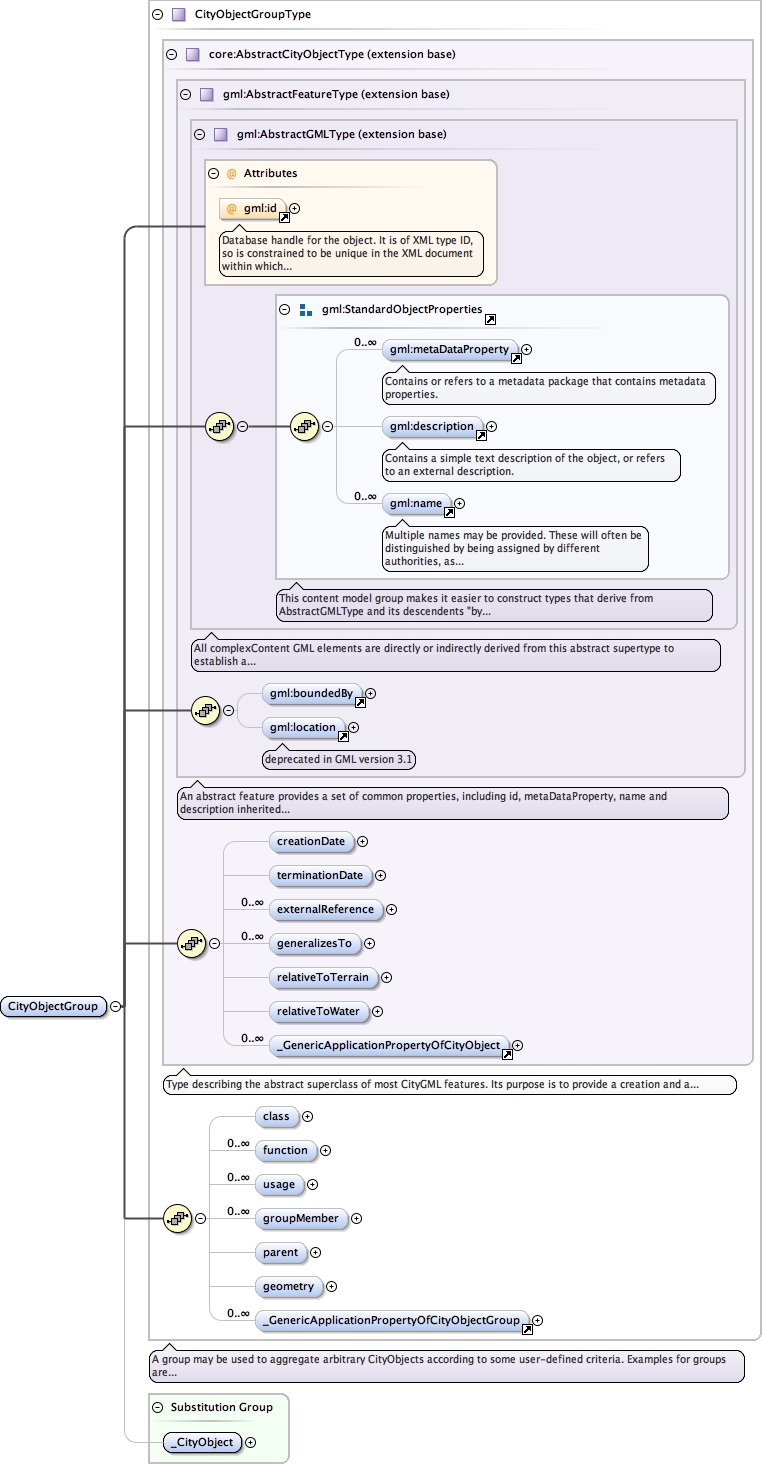 CityObjectGroupType
core:AbstractCityObjectType (extension base)
gml:AbstractFeatureType (extension base)
gml:AbstractGMLType (extension base)
@ Attributes
@ gml:id
Database handle for the object. It is of XML type ID,
so is constrained to be unique in the XML document
within which...
gml:StandardObjectProperties
0..∞
gml:metaDataProperty
Contains or refers to a metadata package that contains metadata
properties.
gml:description
Contains a simple text description of the object, or refers
to an external description.
0..∞
gml:name
Multiple names may be provided. These will often be
distinguished by being assigned by different
authorities, as...
This content model group makes it easier to construct types that derive from
AbstractGMLType and its descendents "by...
All complexContent GML elements are directly or indirectly derived from this abstract supertype to
establish a...
gml:boundedBy
gml:location
deprecated in GML version 3.1
An abstract feature provides a set of common properties, including id, metaDataProperty, name and
description inherited...
creationDate
terminationDate
0..∞
externalReference
0..∞
generalizesTo
relativeToTerrain
CityObjectGroup
relativeToWater
0..∞
_GenericApplicationPropertyOfCityObject
Type describing the abstract superclass of most CityGML features. Its purpose is to provide a creation and a...
class
0..∞
function
0..∞
usage
0..∞
groupMember
parent
geometry
0..∞
_GenericApplicationPropertyOfCityObjectGroup
A group may be used to aggregate arbitrary CityObjects according to some user-defined criteria. Examples for groups
are...
Substitution Group
_CityObject